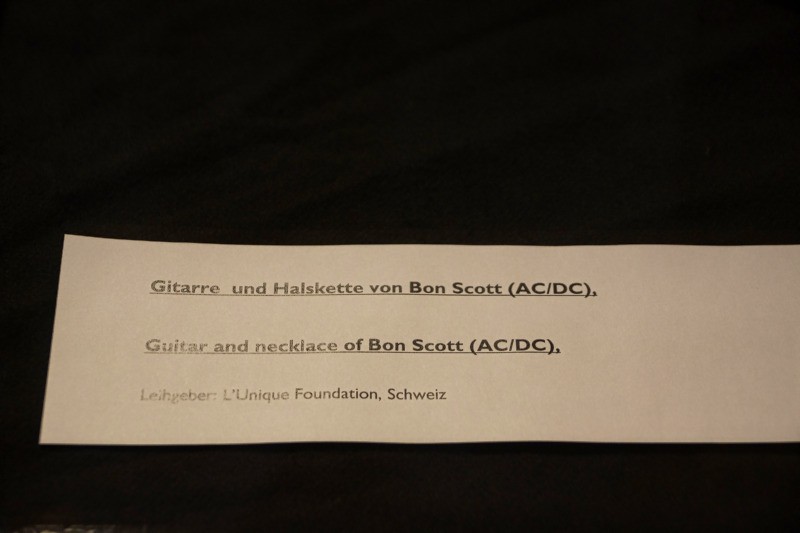 Gitarre und Halskette von Bon Scott (AC/DC),
Guitar and necklace of Bon Scott (AC/DC),
Leihgeber: L'Unique Foundation, Schweiz